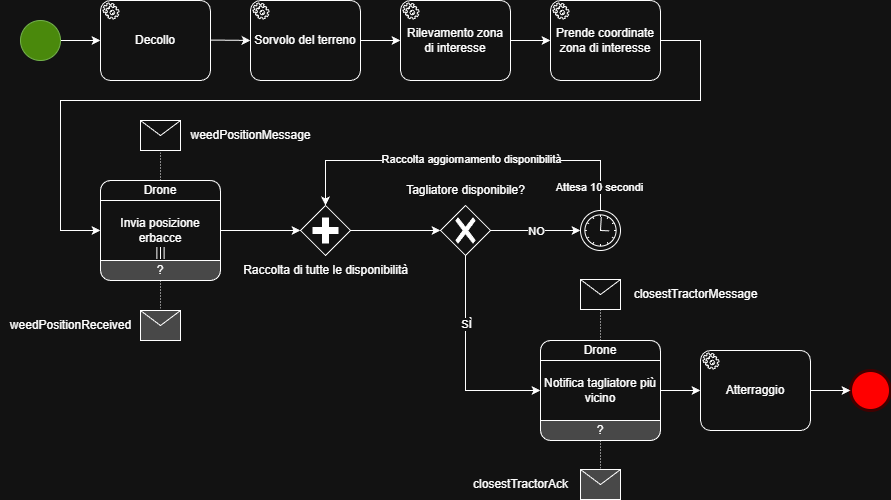 Decollo
Sorvolo del terreno
Rilevamento zona
di interesse
Prende coordinate
zona di interesse
weedPositionMessage
Drone
Invia posizione
erbacce
?
weedPositionReceived
Raccolta aggiornamento disponibilità
Raccolta di tutte le disponibilità
Tagliatore disponibile?
Attesa 10 secondi
NO
SÌ
closestTractorMessage
Drone
Notifica tagliatore più
vicino
?
closestTractorAck
Atterraggio